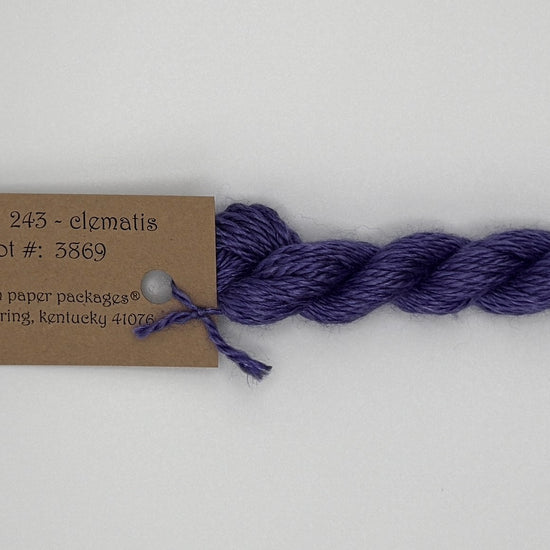 243 - clematis
ot #: 3869
n paper packages®
ring, kentucky 41076